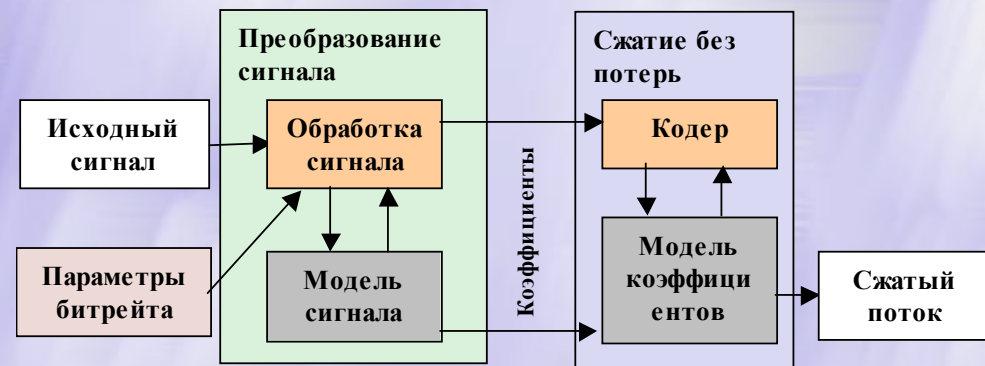 Преобразование
сигнала
Сжатие без
потерь
Исходный
сигнал
Обработка
сигнала
Кодер
Коэффициенты
Параметры
битрейта
Модель
сигнала
Модель
коэффици
ентов
Сжатый
поток